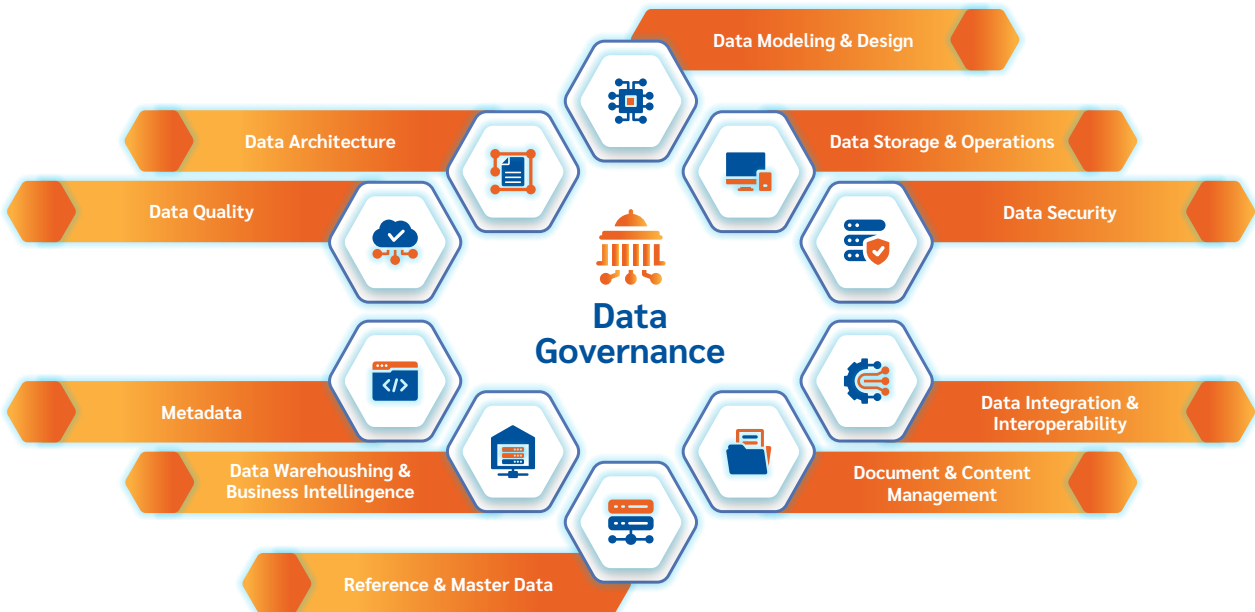 Data Modeling & Design
Data Architecture
Data Storage & Operations
Data Quality
Data Security
Data
Governance
</>
Metadata
Data Integration &
Interoperability
Data Warehoushing &
Business Intellingence
Document & Content
Management
Reference & Master Data